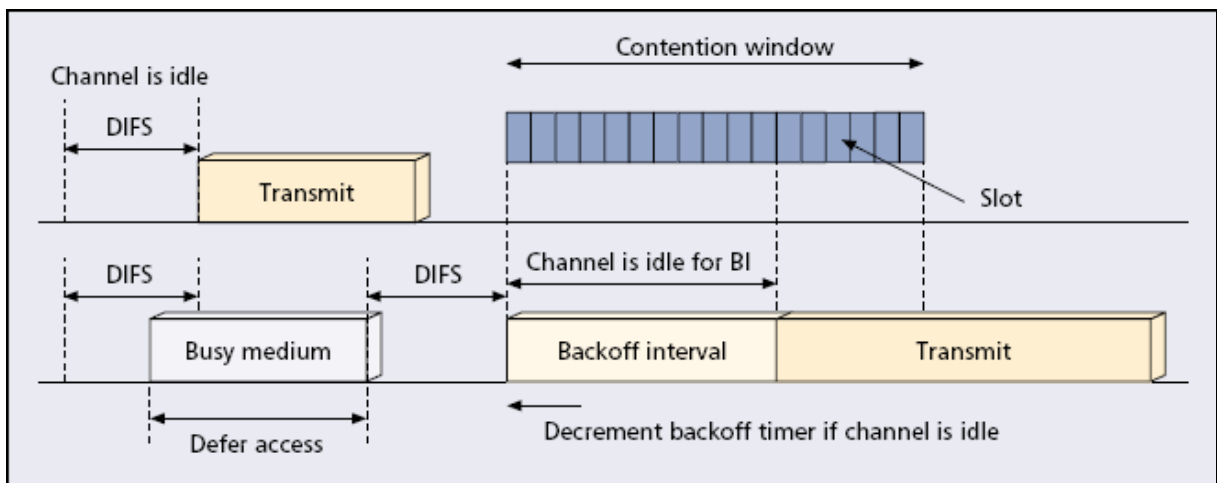 Contention window
Channel is idle
DIFS
Transmit
Slot
DIFS
DIFS
Channel is idle for BI
Busy medium
Backoff interval
Transmit
Defer access
Decrement backoff timer if channel is idle